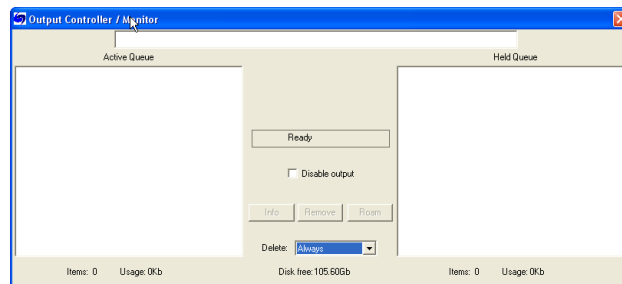 Output Controller / Monitor
Active Queue
Held Queue
Ready
Disable output
Info Remove Roam
Delete: Always
Items: 0 Usage: 0Kb Disk free: 105.60Gb Items: 0 Usage: 0Kb